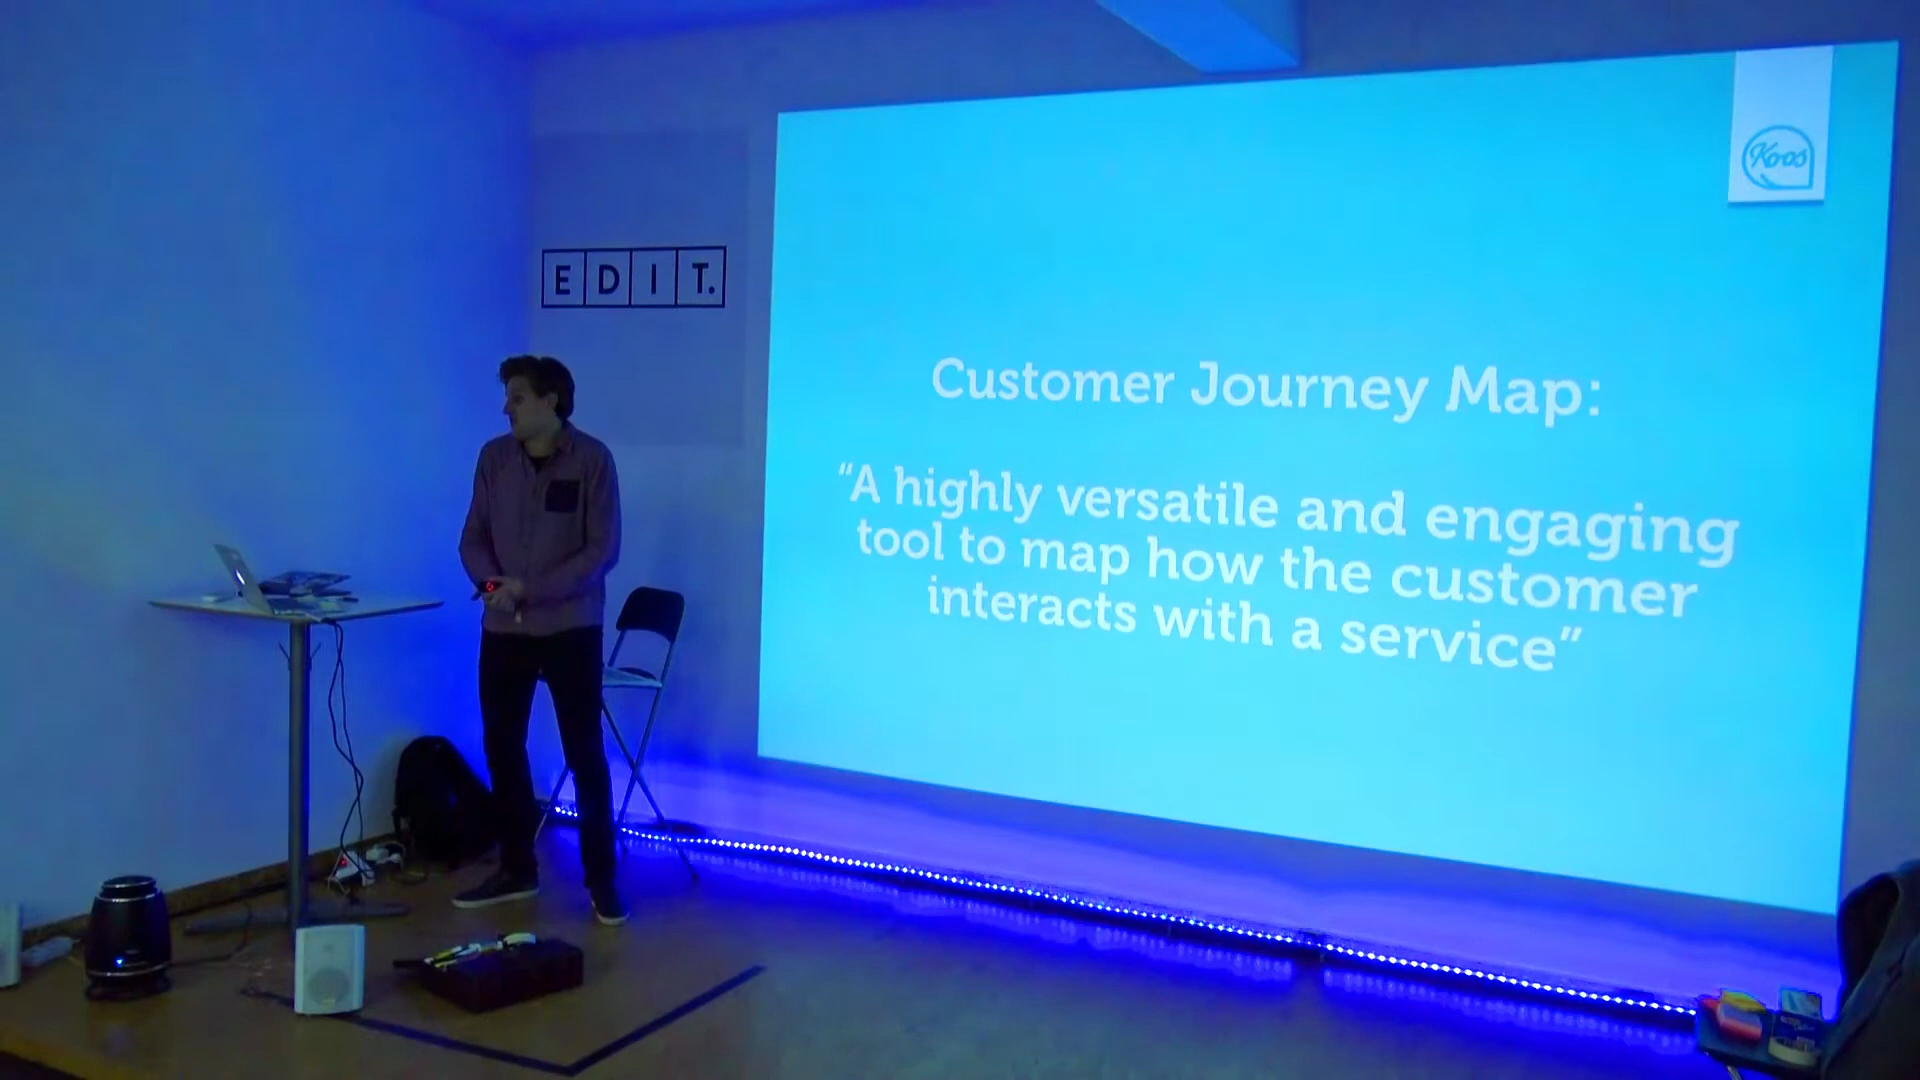 EDIT.
Koos
Customer Journey Map:
“A highly versatile and engaging
tool to map how the customer
interacts with a service”